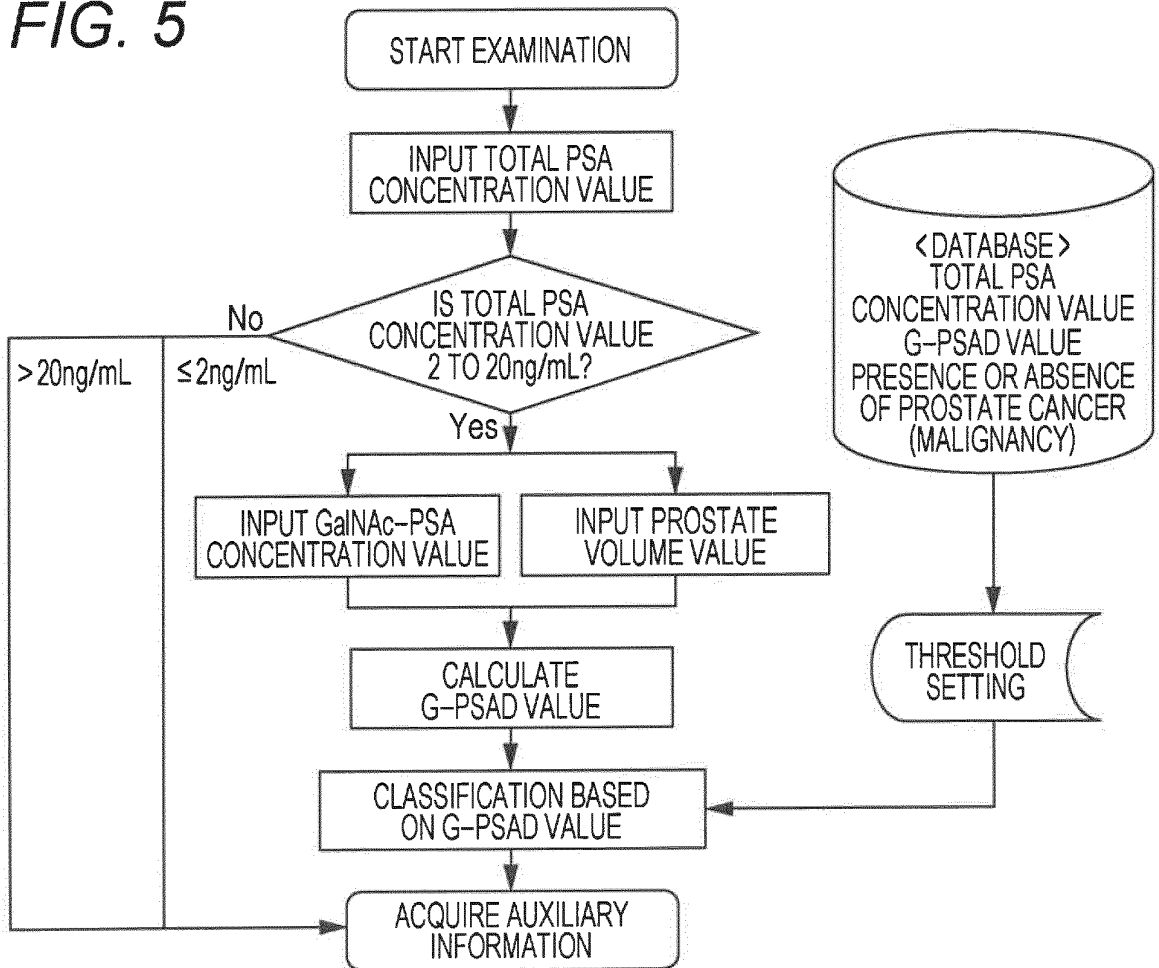 FIG. 5
START EXAMINATION
INPUT TOTAL PSA
CONCENTRATION VALUE
IS TOTAL PSA
CONCENTRATION VALUE
2 TO 20ng/mL?
No
>20ng/mL
≤2ng/mL
Yes
INPUT GalNAc-PSA
CONCENTRATION VALUE
INPUT PROSTATE
VOLUME VALUE
CALCULATE
G-PSAD VALUE
CLASSIFICATION BASED
ON G-PSAD VALUE
ACQUIRE AUXILIARY
INFORMATION
<DATABASE>
TOTAL PSA
CONCENTRATION VALUE
G-PSAD VALUE
PRESENCE OR ABSENCE
OF PROSTATE CANCER
(MALIGNANCY)
THRESHOLD
SETTING